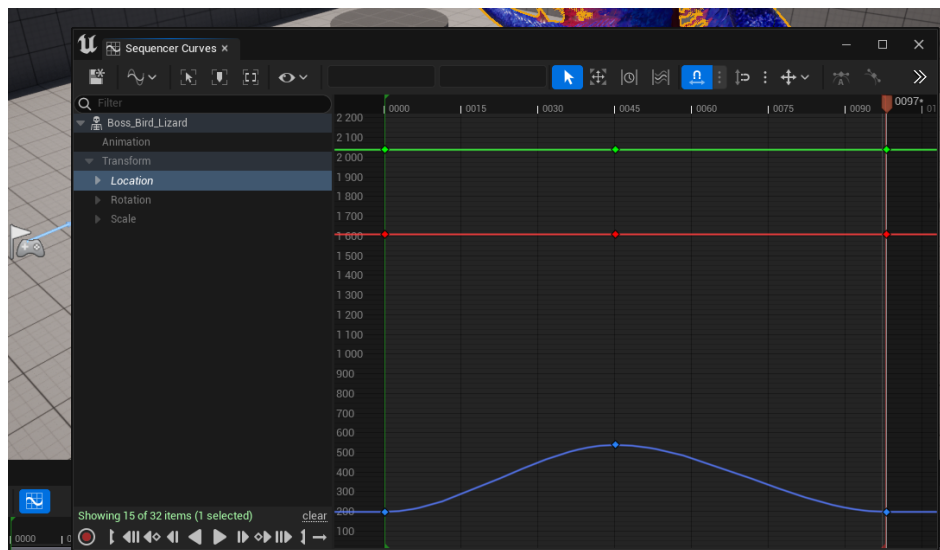 Sequencer Curves ×
Filter
Boss_Bird_Lizard
Animation
Transform
Location
Rotation
Scale
Showing 15 of 32 items (1 selected) clear
0000 0015 0030 0045 0060 0075 0090 0097* 01
2 200
2 100
2 000
1 900
1 800
1 700
1 600
1 500
1 400
1 300
1 200
1 100
1 000
900
800
700
600
500
400
300
200
100
0000 0